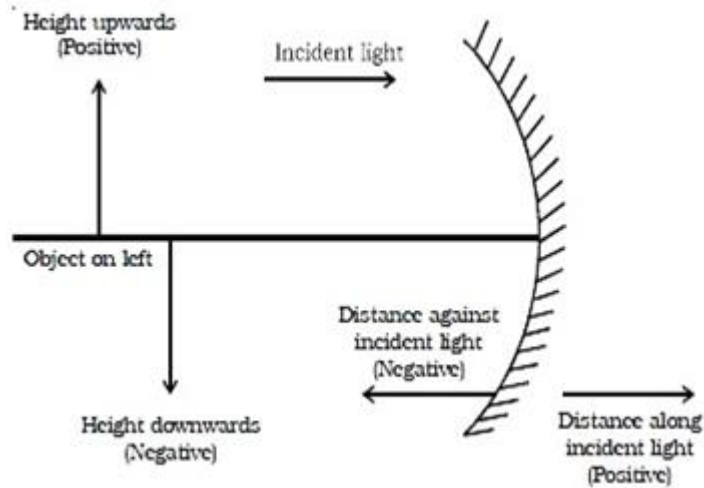 Height upwards
(Positive)
Incident light
Object on left
Distance against
incident light
(Negative)
Height downwards
(Negative)
Distance along
incident light
(Positive)